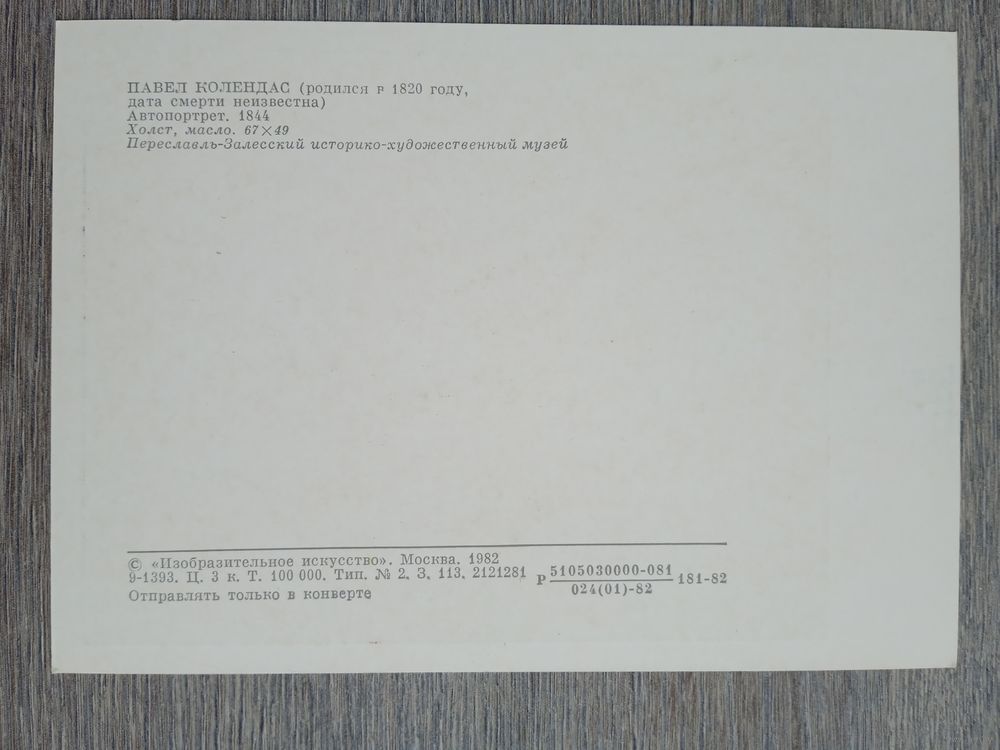 ПАВЕЛ КОЛЕНДАС (родился в 1820 году,
дата смерти неизвестна)
Автопортрет. 1844
Холст, масло. 67×49
Переславль-Залесский историко-художественный музей
© «Изобразительное искусство». Москва. 1982
9-1393. Ц. 3 к. Т. 100 000. Тип. № 2. З. 113. 2121281
Р 5105030000-081 181-82
024(01)-82
Отправлять только в конверте